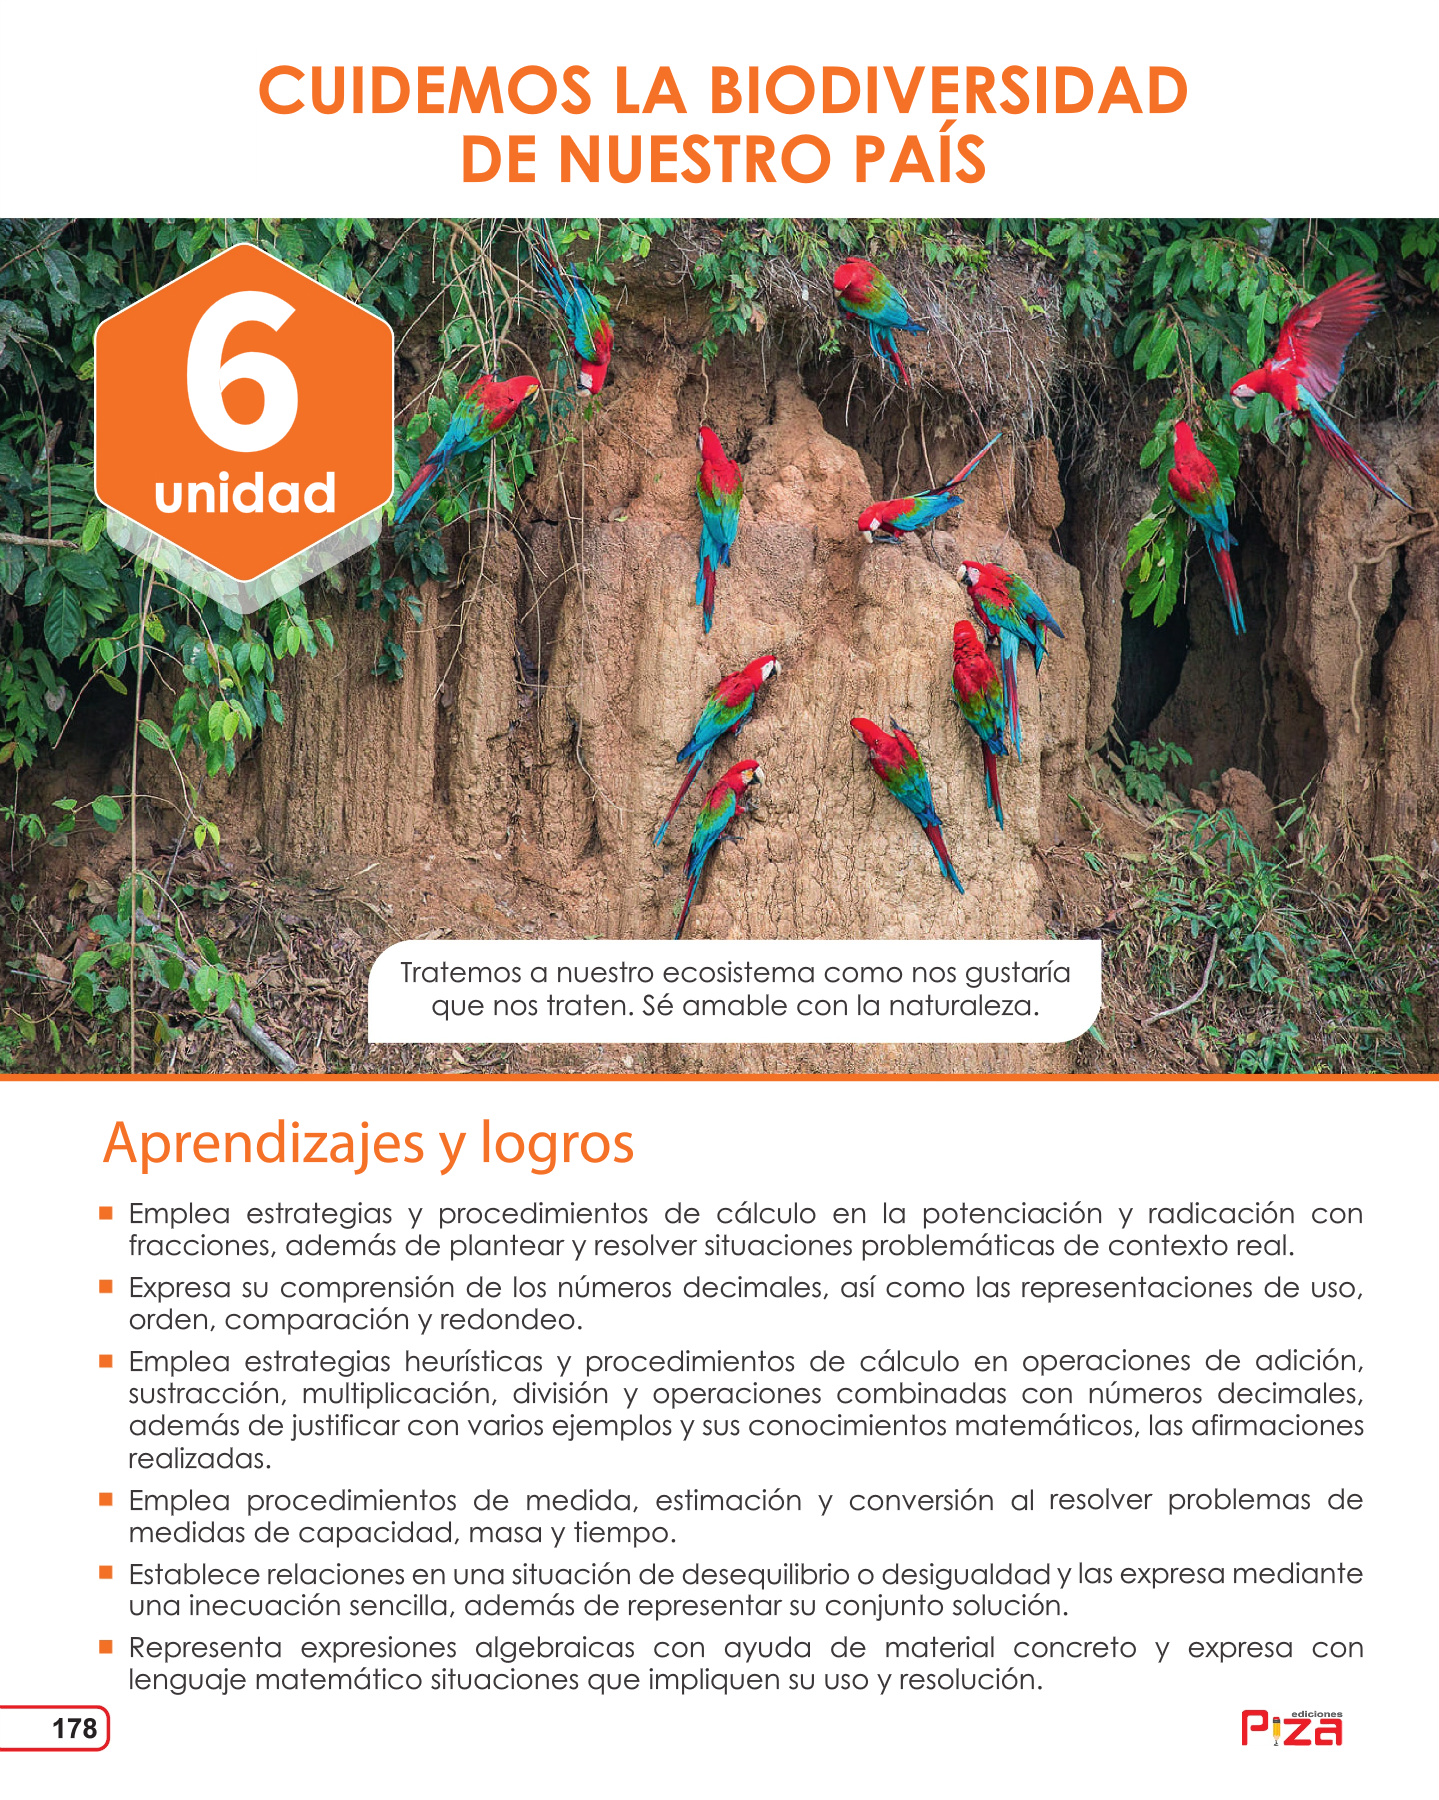 CUIDEMOS LA BIODIVERSIDAD
DE NUESTRO PAÍS
6
unidad
Tratemos a nuestro ecosistema como nos gustaría
que nos traten. Sé amable con la naturaleza.
Aprendizajes y logros
Emplea estrategias y procedimientos de cálculo en la potenciación y radicación con
fracciones, además de plantear y resolver situaciones problemáticas de contexto real.
Expresa su comprensión de los números decimales, así como las representaciones de uso,
orden, comparación y redondeo.
Emplea estrategias heurísticas y procedimientos de cálculo en operaciones de adición,
sustracción, multiplicación, división y operaciones combinadas con números decimales,
además de justificar con varios ejemplos y sus conocimientos matemáticos, las afirmaciones
realizadas.
Emplea procedimientos de medida, estimación y conversión al resolver problemas de
medidas de capacidad, masa y tiempo.
Establece relaciones en una situación de desequilibrio o desigualdad y las expresa mediante
una inecuación sencilla, además de representar su conjunto solución.
Representa expresiones algebraicas con ayuda de material concreto y expresa con
lenguaje matemático situaciones que impliquen su uso y resolución.
178
ediciones
Piza